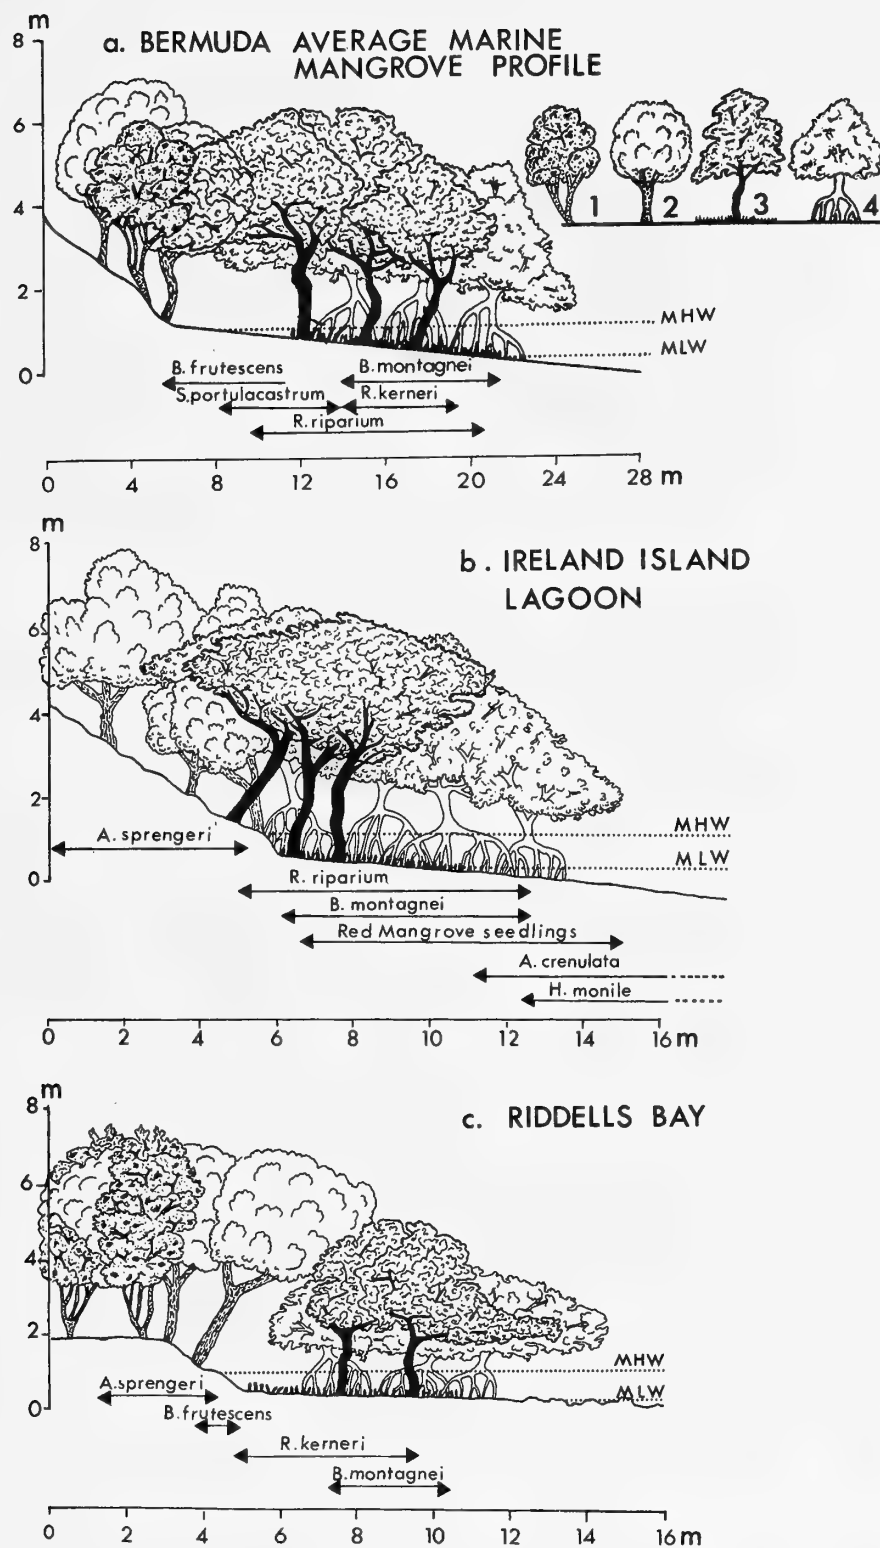 m
a. BERMUDA AVERAGE MARINE
MANGROVE PROFILE
8
6
4
2
0
1 2 3 4
MHW
MLW
B. frutescens
B. montagnei
S. portulacastrum
R. kerneri
R. riparium
0 4 8 12 16 20 24 28 m
m
b. IRELAND ISLAND
LAGOON
8
6
4
2
0
MHW
MLW
A. sprengeri
R. riparium
B. montagnei
Red Mangrove seedlings
A. crenulata
H. monile
0 2 4 6 8 10 12 14 16 m
m
c. RIDDELLS BAY
8
6
4
2
0
MHW
MLW
A. sprengeri
B. frutescens
R. kerneri
B. montagnei
0 2 4 6 8 10 12 14 16 m